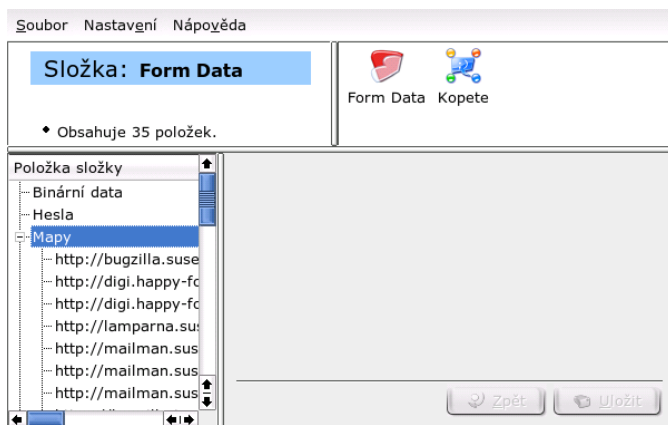 Soubor Nastavení Nápověda
Složka: Form Data
Obsahuje 35 položek.
Form Data Kopete
Položka složky
Binární data
Hesla
Mapy
http://bugzilla.suse
http://digi.happy-fo
http://digi.happy-fo
http://lamparna.sus
http://mailman.sus
http://mailman.sus
http://mailman.sus
Zpět Uložit